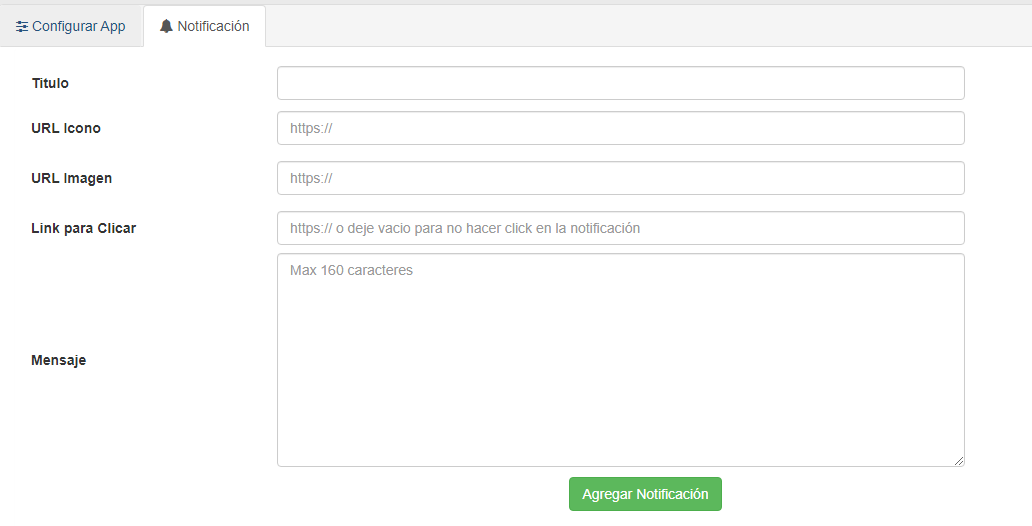 Configurar App
Notificación
Titulo
URL Icono
https://
URL Imagen
https://
Link para Clicar
https:// o deje vacio para no hacer click en la notificación
Max 160 caracteres
Mensaje
Agregar Notificación